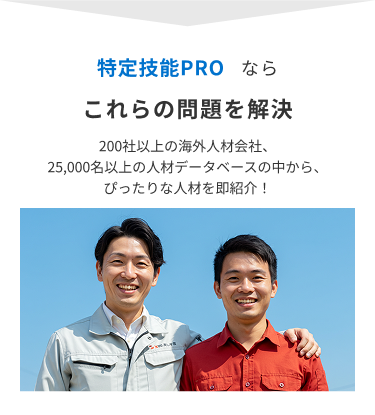 特定技能PRO なら
これらの問題を解決
200社以上の海外人材会社、
25,000名以上の人材データベースの中から、
ぴったりな人材を即紹介！